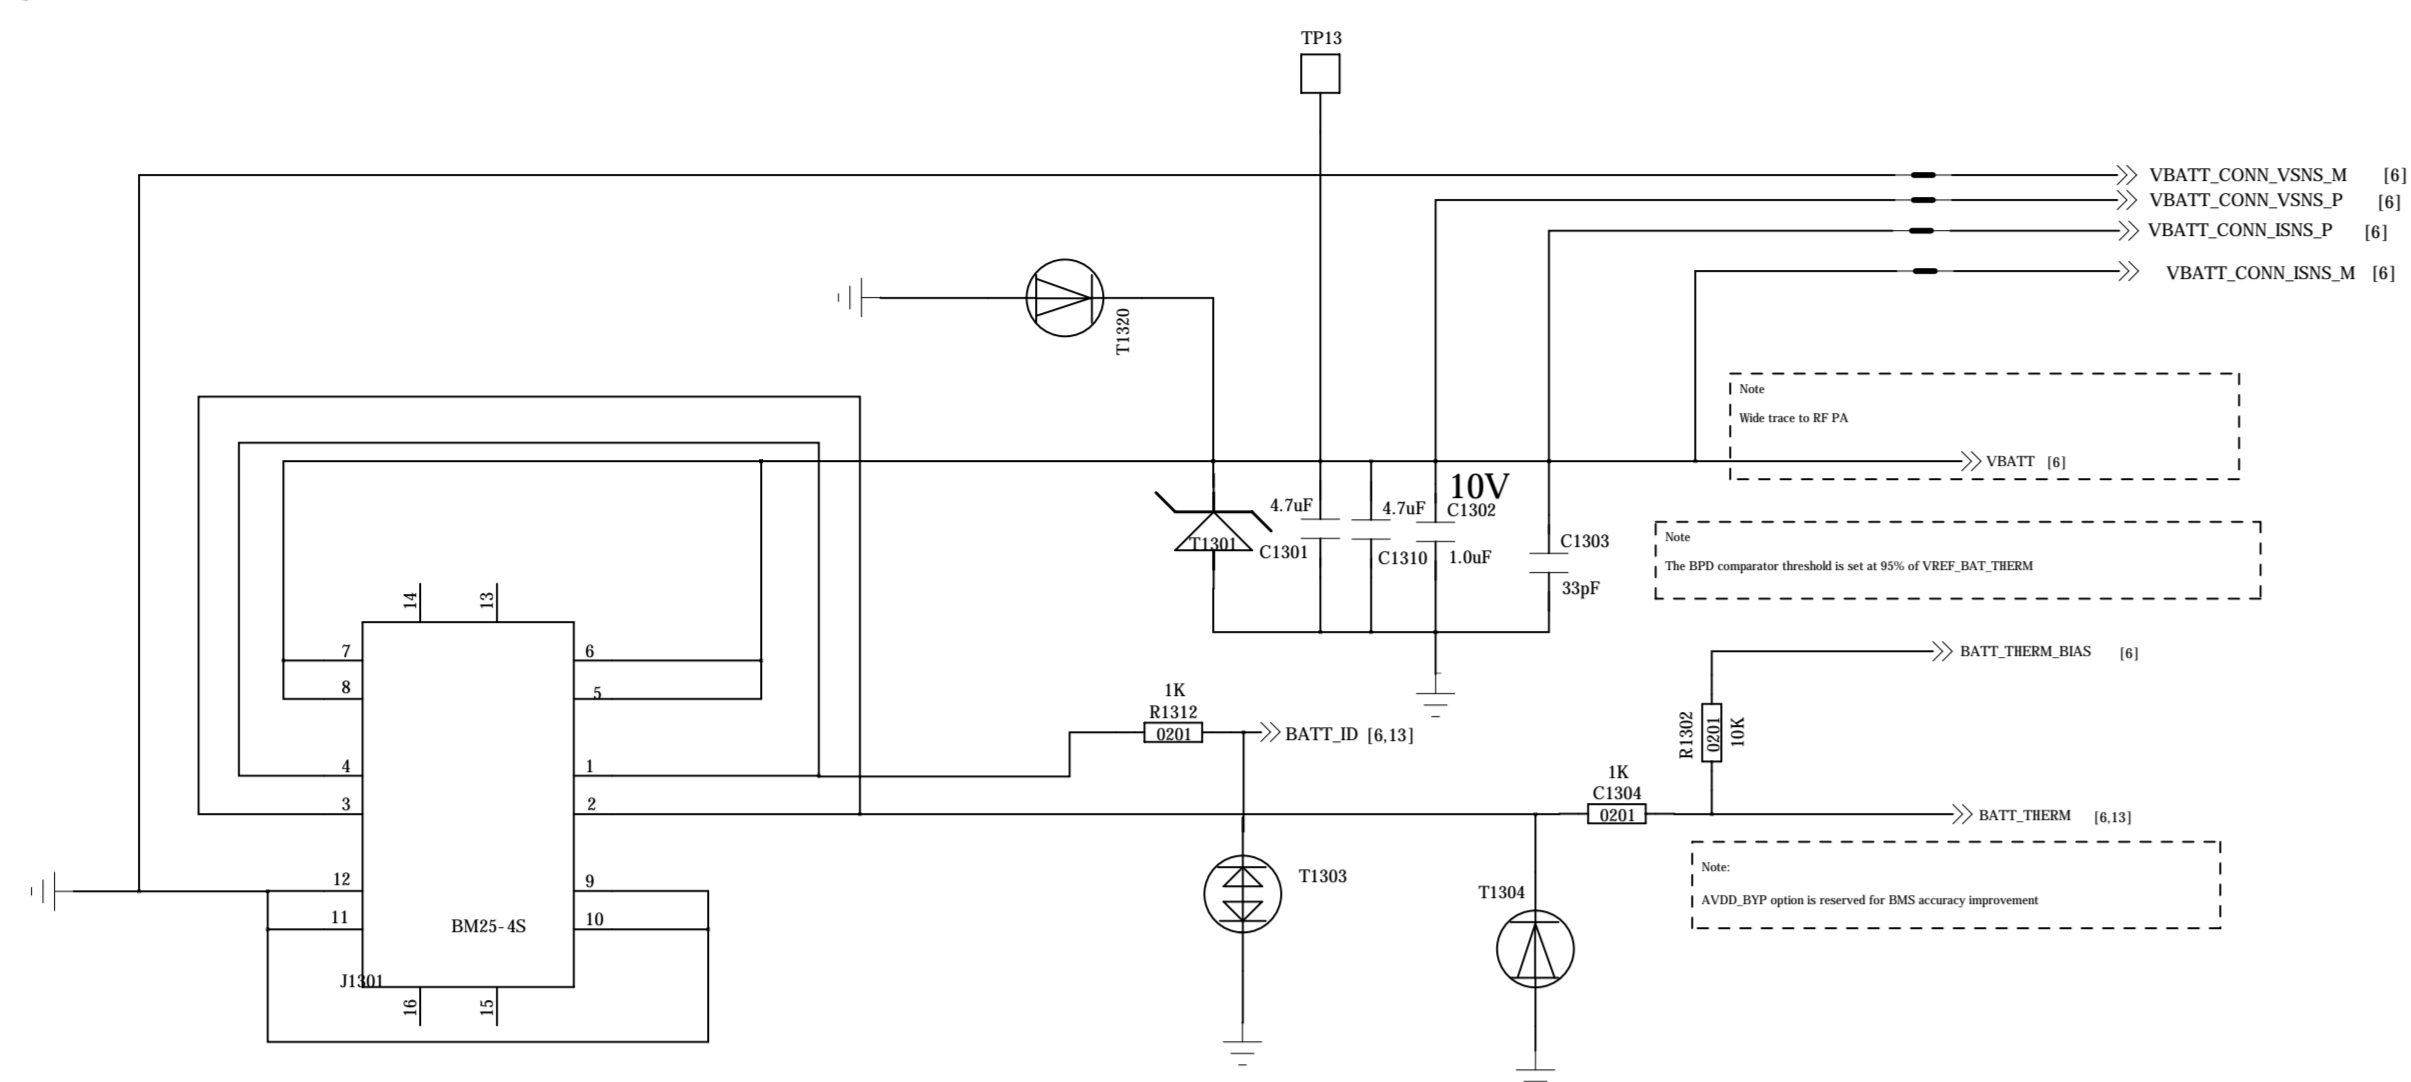 TP13
VBATT_CONN_VSNS_M [6]
VBATT_CONN_VSNS_P [6]
VBATT_CONN_ISNS_P [6]
VBATT_CONN_ISNS_M [6]
T1320
Note
Wide trace to RF PA
VBATT [6]
10V
4.7uF
4.7uF
C1302
T1301
C1301
C1310
1.0uF
C1303
33pF
Note
The BPD comparator threshold is set at 95% of VREF_BAT_THERM
14
13
7
6
8
5
4
1
3
2
12
9
11
10
BM25-4S
J1301
16
15
1K
R1312
0201
BATT_ID [6,13]
BATT_THERM_BIAS [6]
R1302
0201
10K
1K
C1304
0201
BATT_THERM [6,13]
T1303
T1304
Note:
AVDD_BYP option is reserved for BMS accuracy improvement